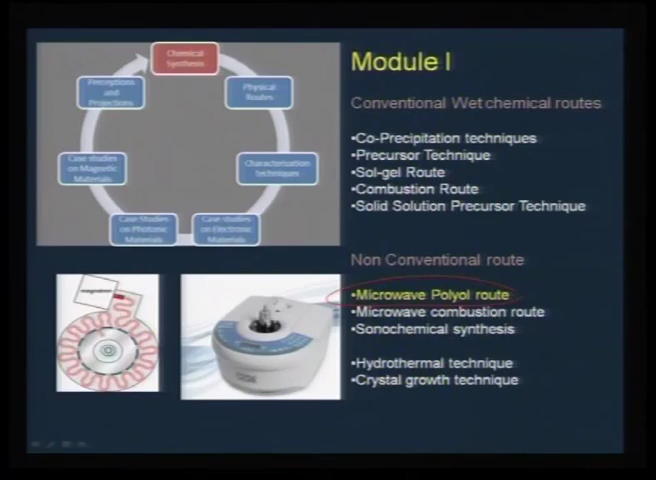 Chemical
Synthesis
Physical
Routes
Characterization
techniques
Case studies
on Electronic
Materials
Case Studies
on Photonic
Materials
Case studies
on Magnetic
Materials
Perceptions
and
Projections
magnetron
Module I
Conventional Wet chemical routes
•Co-Precipitation techniques
•Precursor Technique
•Sol-gel Route
•Combustion Route
•Solid Solution Precursor Technique
Non Conventional route
•Microwave Polyol route
•Microwave combustion route
•Sonochemical synthesis
•Hydrothermal technique
•Crystal growth technique